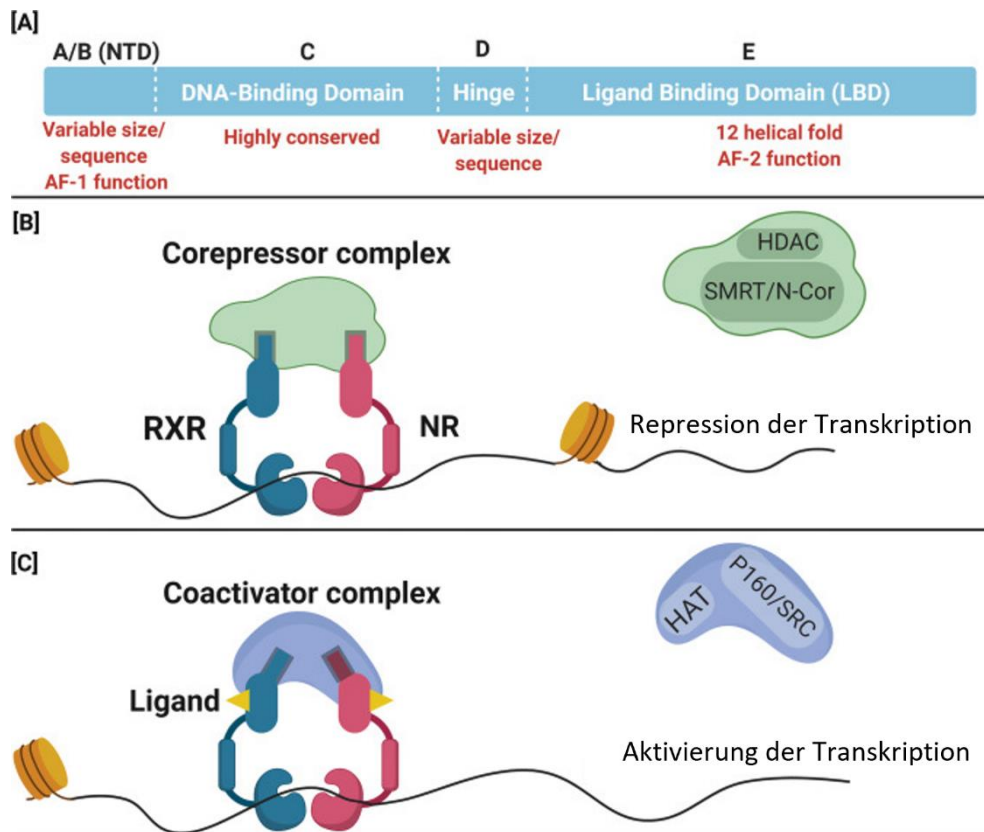 [A]
A/B (NTD)
C
D
E
DNA-Binding Domain
Hinge
Ligand Binding Domain (LBD)
Variable size/
sequence
AF-1 function
Highly conserved
Variable size/
sequence
12 helical fold
AF-2 function
[B]
Corepressor complex
HDAC
SMRT/N-Cor
RXR
NR
Repression der Transkription
[C]
Coactivator complex
HAT
P160/SRC
Ligand
Aktivierung der Transkription